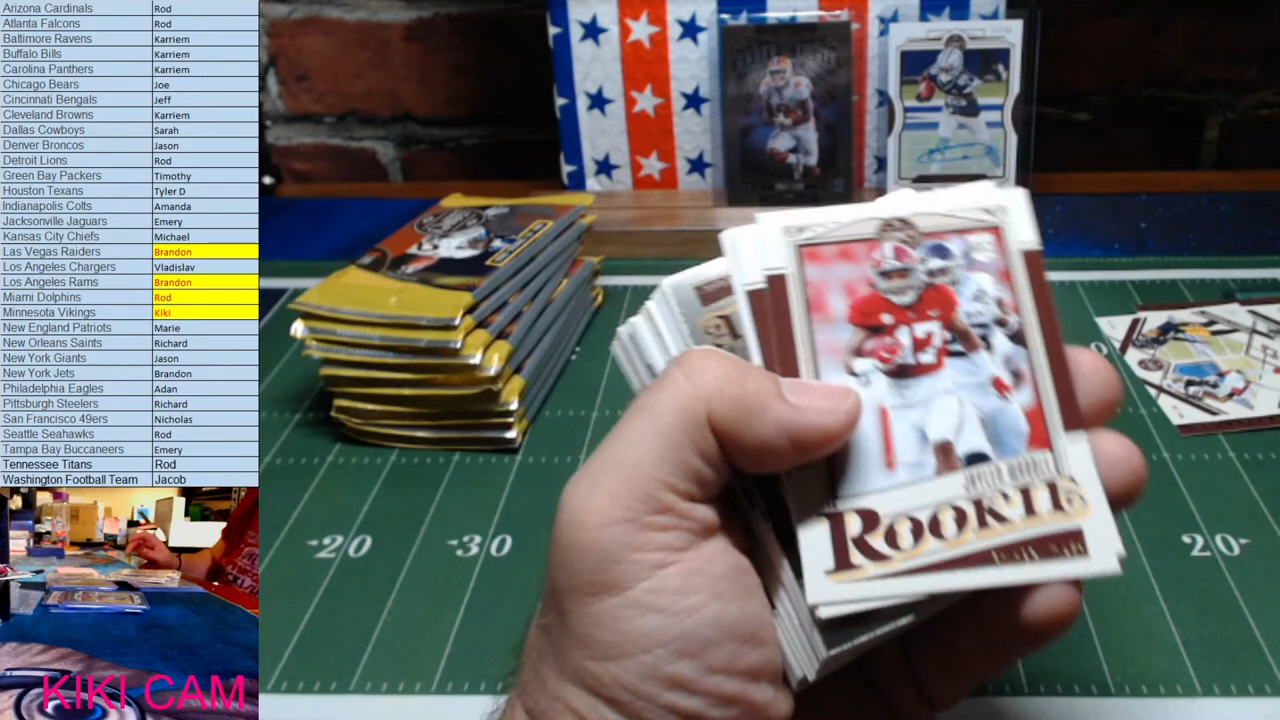 Arizona Cardinals Rod
Atlanta Falcons Rod
Baltimore Ravens Karriem
Buffalo Bills Karriem
Carolina Panthers Karriem
Chicago Bears Joe
Cincinnati Bengals Jeff
Cleveland Browns Karriem
Dallas Cowboys Sarah
Denver Broncos Jason
Detroit Lions Rod
Green Bay Packers Timothy
Houston Texans Tyler D
Indianapolis Colts Amanda
Jacksonville Jaguars Emery
Kansas City Chiefs Michael
Las Vegas Raiders Brandon
Los Angeles Chargers Vladislav
Los Angeles Rams Brandon
Miami Dolphins Rod
Minnesota Vikings Kiki
New England Patriots Marie
New Orleans Saints Richard
New York Giants Jason
New York Jets Brandon
Philadelphia Eagles Adan
Pittsburgh Steelers Richard
San Francisco 49ers Nicholas
Seattle Seahawks Rod
Tampa Bay Buccaneers Emery
Tennessee Titans Rod
Washington Football Team Jacob
KIKI CAM
17
ROOKIE
20
30
20